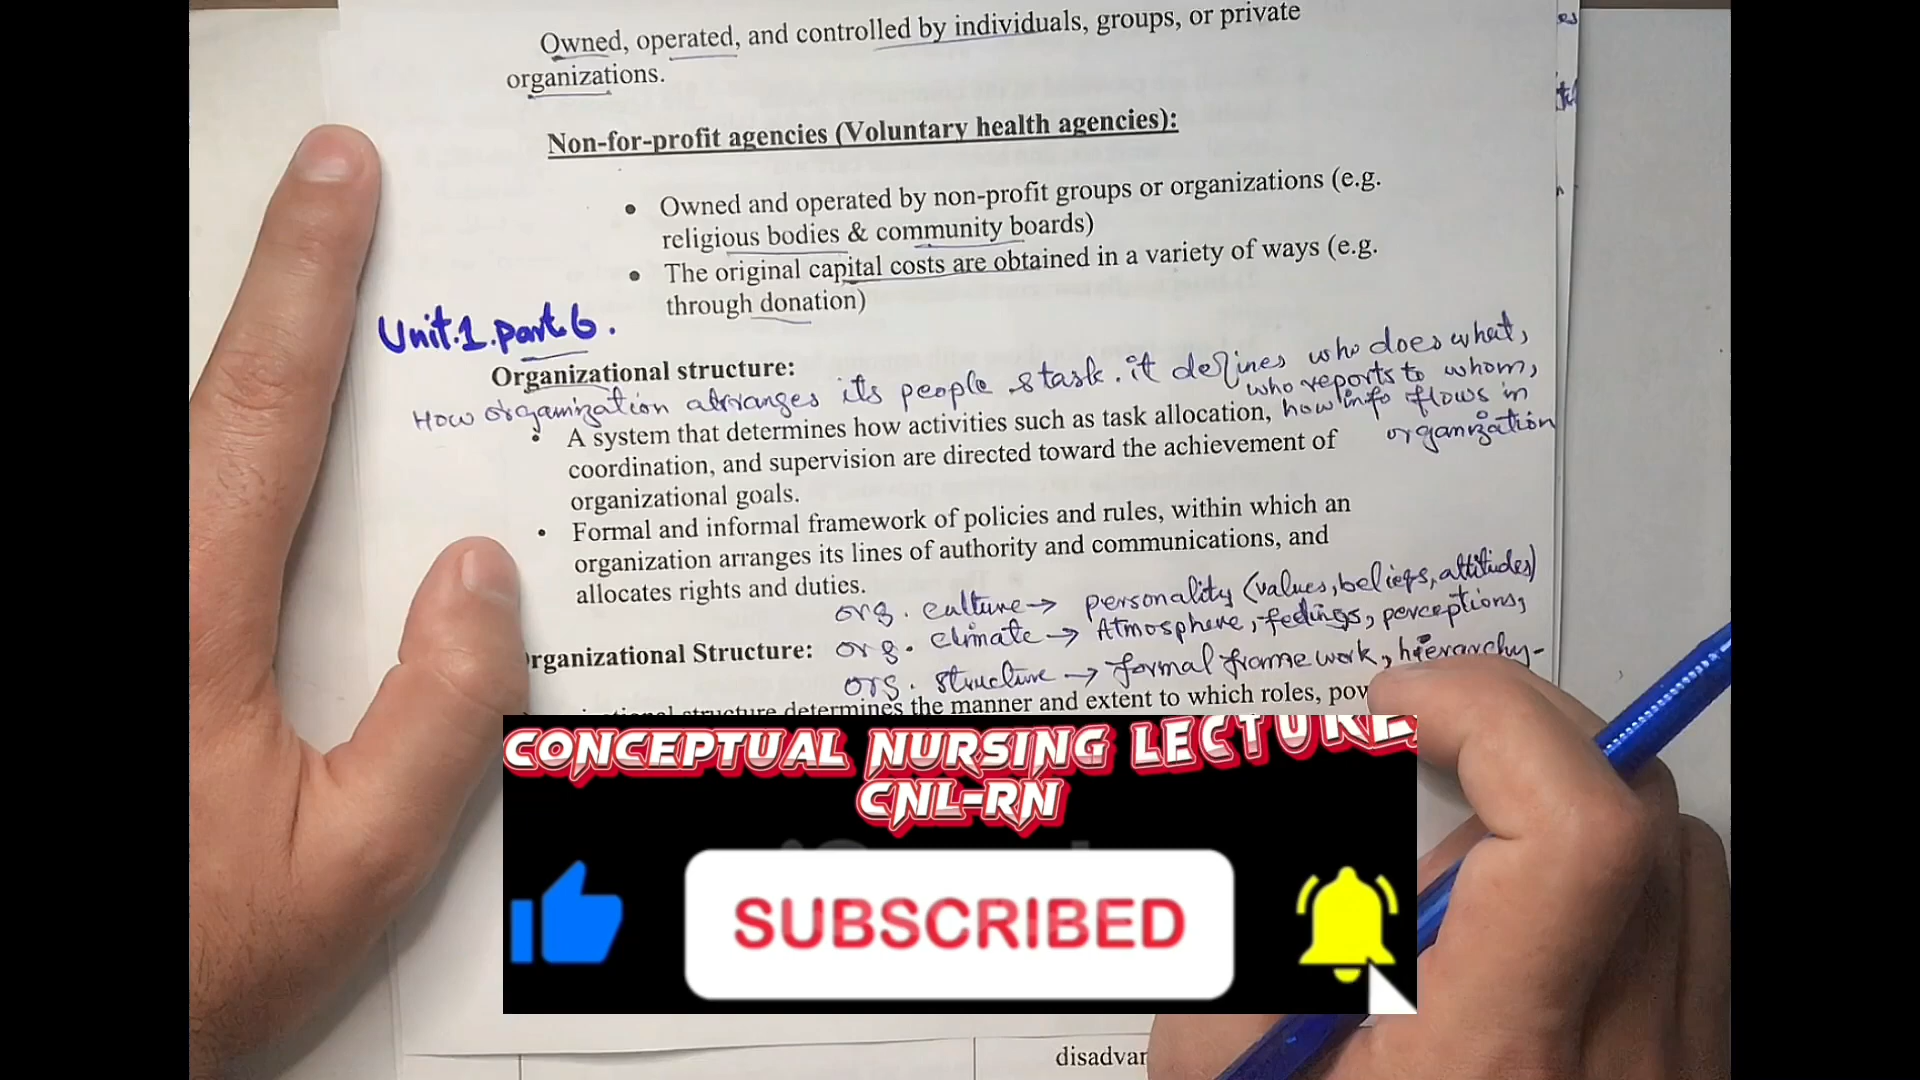 Owned, operated, and controlled by individuals, groups, or private
organizations.
Non-for-profit agencies (Voluntary health agencies):
• Owned and operated by non-profit groups or organizations (e.g.
religious bodies & community boards)
• The original capital costs are obtained in a variety of ways (e.g.
through donation)
Unit.1.part 6.
Organizational structure:
How organization arranges its people & task. it defines who does what,
who reports to whom,
how info flows in
organization
• A system that determines how activities such as task allocation,
coordination, and supervision are directed toward the achievement of
organizational goals.
• Formal and informal framework of policies and rules, within which an
organization arranges its lines of authority and communications, and
allocates rights and duties.
org. culture → personality (values, beliefs, attitudes)
org. climate → Atmosphere, feelings, perceptions,
rganizational Structure:
org. structure → formal frame work, hierarchy-
structure determines the manner and extent to which roles, pow
CONCEPTUAL NURSING LECTURE
CNL-RN
SUBSCRIBED
disadvan